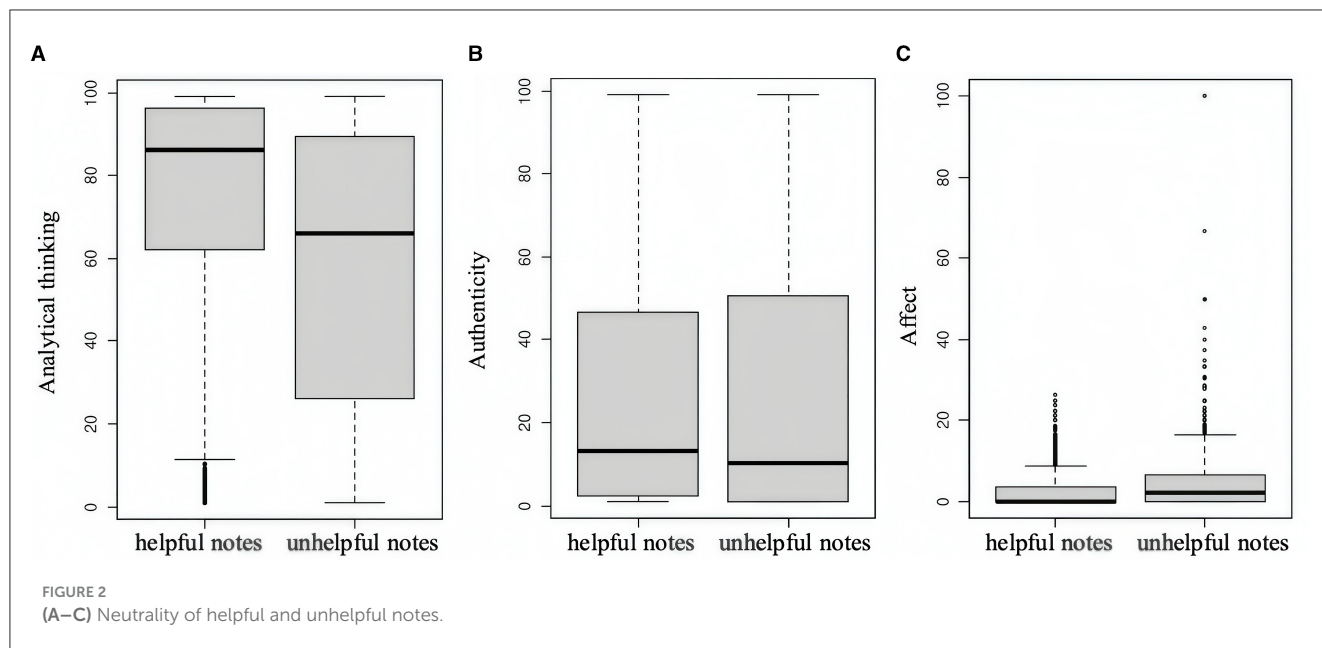 A
B
C
Analytical thinking
0
20
40
60
80
100
helpful notes
unhelpful notes
Authenticity
0
20
40
60
80
100
helpful notes
unhelpful notes
Affect
0
20
40
60
80
100
helpful notes
unhelpful notes
FIGURE 2
(A–C) Neutrality of helpful and unhelpful notes.